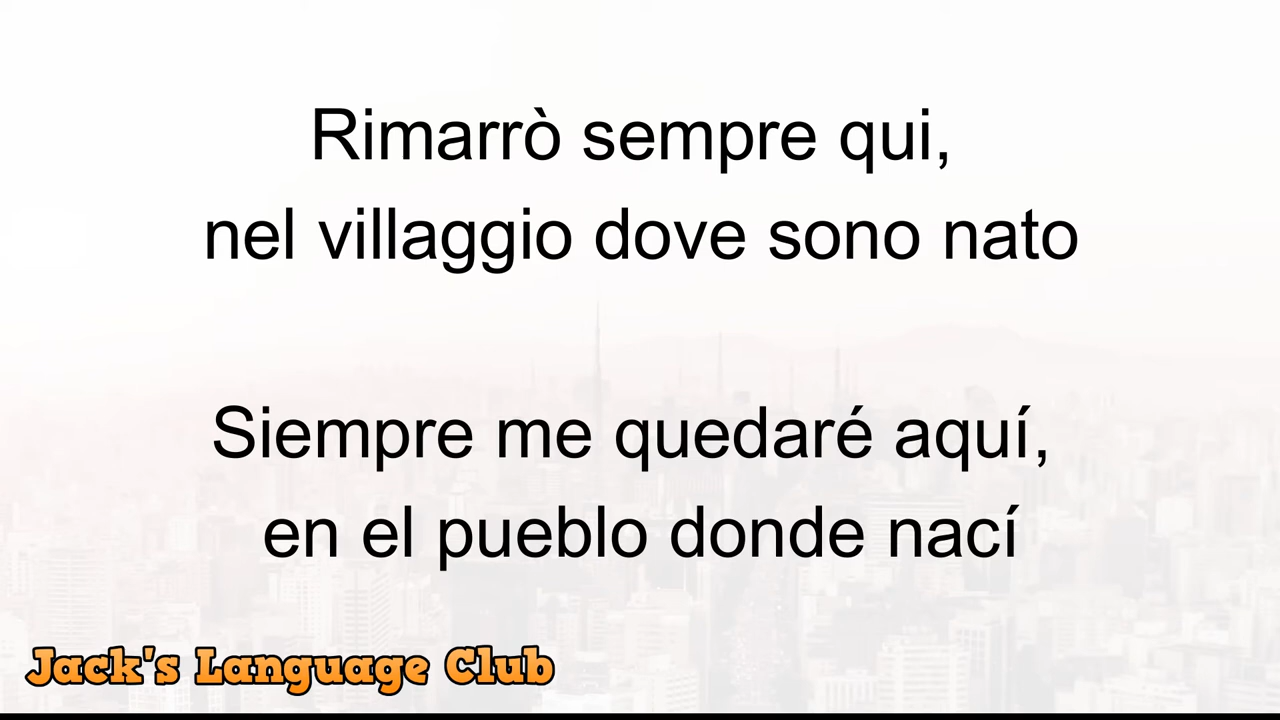 Rimarrò sempre qui,
nel villaggio dove sono nato
Siempre me quedaré aquí,
en el pueblo donde nací
Jack's Language Club